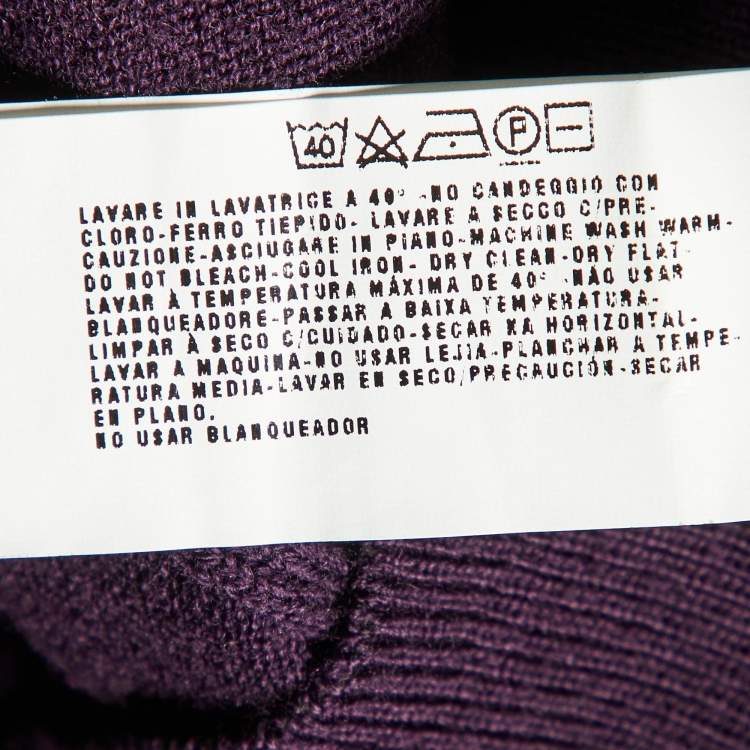 40 P
LAVARE IN LAVATRICE A 40° -NO CANDEGGIO CON
CLORO-FERRO TIEPIDO- LAVARE A SECCO C/PRE-
CAUZIONE-ASCIUGARE IN PIANO-MACHINE WASH WARM-
DO NOT BLEACH-COOL IRON- DRY CLEAN-DRY FLAT-
LAVAR À TEMPERATURA MÁXIMA DE 40° -NÃO USAR
BLANQUEADORE-PASSAR A BAIXA TEMPERATURA-
LIMPAR À SECO C/CUIDADO-SECAR NA HORIZONTAL-
LAVAR A MAQUINA-NO USAR LEJIA-PLANCHAR A TEMPE-
RATURA MEDIA-LAVAR EN SECO/PRECAUCIÓN-SECAR
EN PLANO.
NO USAR BLANQUEADOR